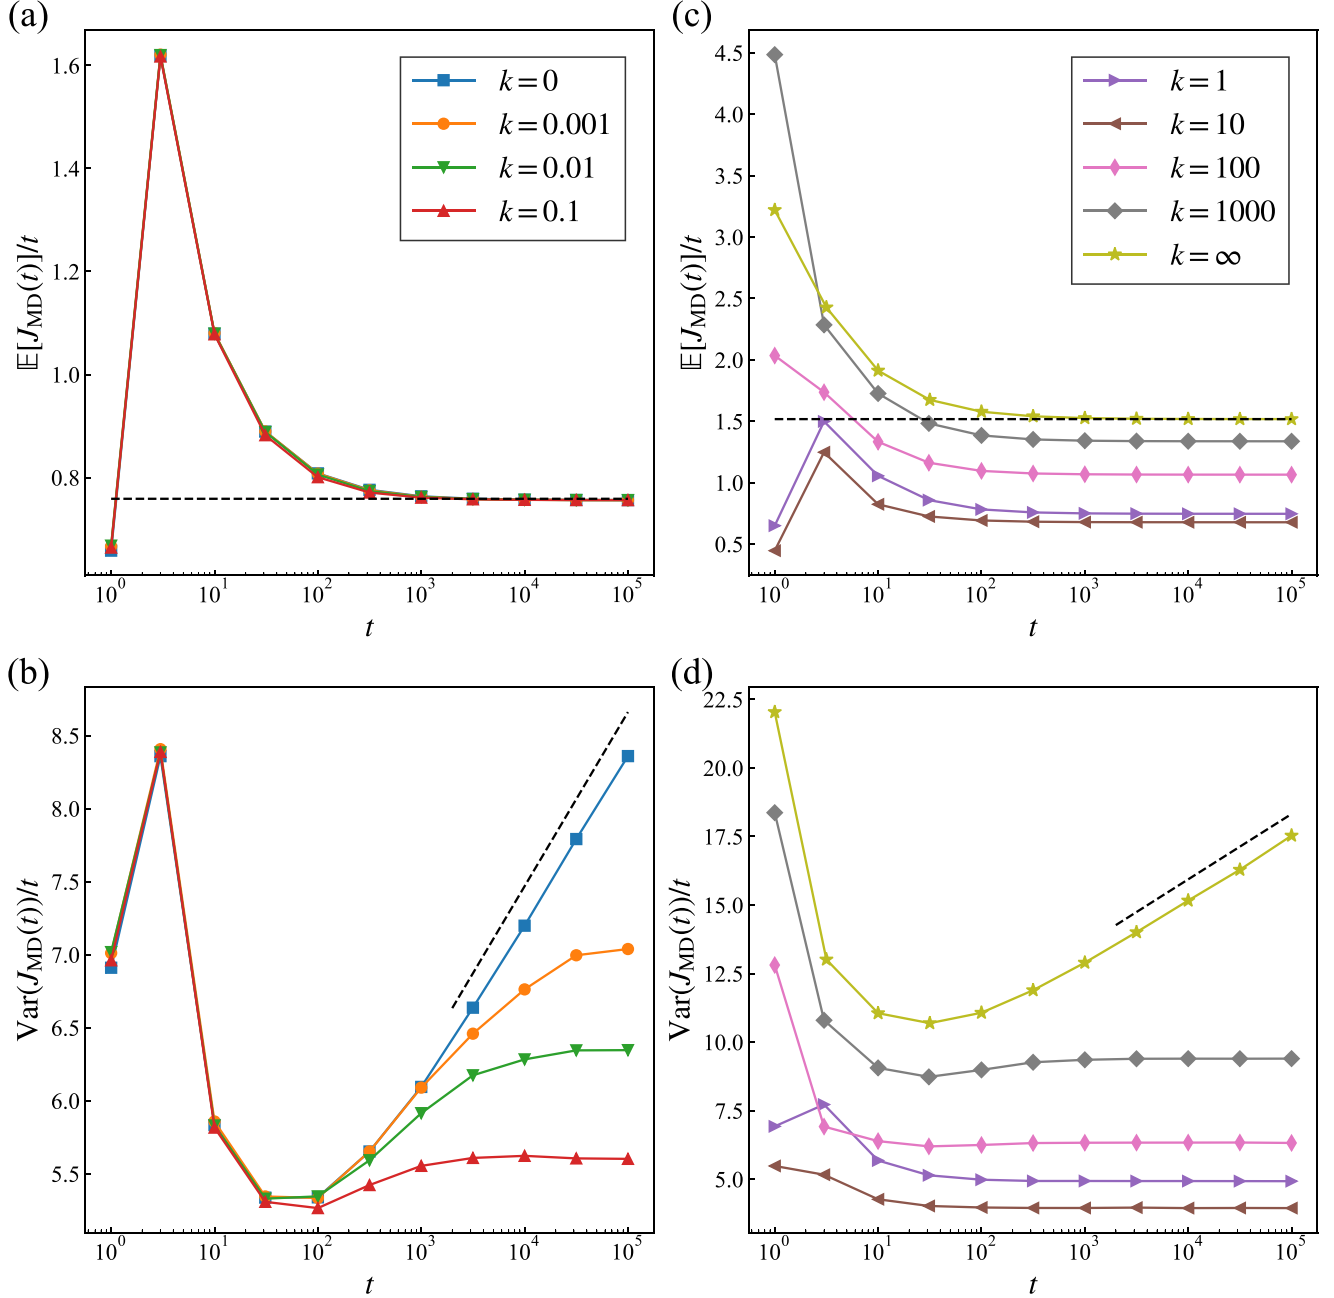 (a)
𝔼[J_MD(t)]/t
1.6
1.4
1.2
1.0
0.8
k = 0
k = 0.001
k = 0.01
k = 0.1
10^0 10^1 10^2 10^3 10^4 10^5
t
(c)
𝔼[J_MD(t)]/t
4.5
4.0
3.5
3.0
2.5
2.0
1.5
1.0
0.5
k = 1
k = 10
k = 100
k = 1000
k = ∞
10^0 10^1 10^2 10^3 10^4 10^5
t
(b)
Var(J_MD(t))/t
8.5
8.0
7.5
7.0
6.5
6.0
5.5
10^0 10^1 10^2 10^3 10^4 10^5
t
(d)
Var(J_MD(t))/t
22.5
20.0
17.5
15.0
12.5
10.0
7.5
5.0
10^0 10^1 10^2 10^3 10^4 10^5
t